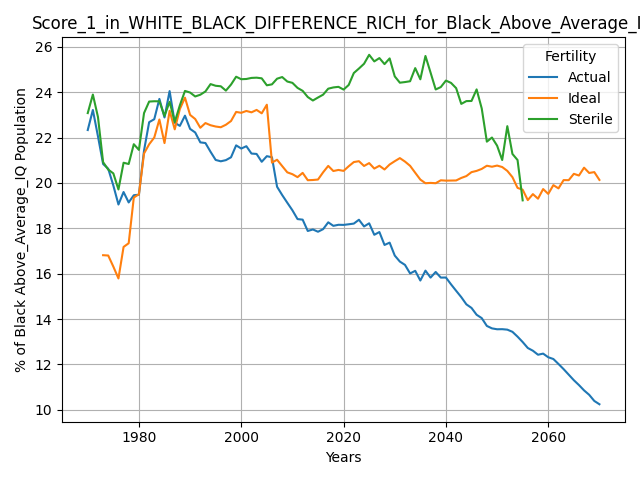 Score_1_in_WHITE_BLACK_DIFFERENCE_RICH_for_Black_Above_Average_I
Fertility
Actual
Ideal
Sterile
% of Black Above_Average_IQ Population
26
24
22
20
18
16
14
12
10
1980 2000 2020 2040 2060
Years